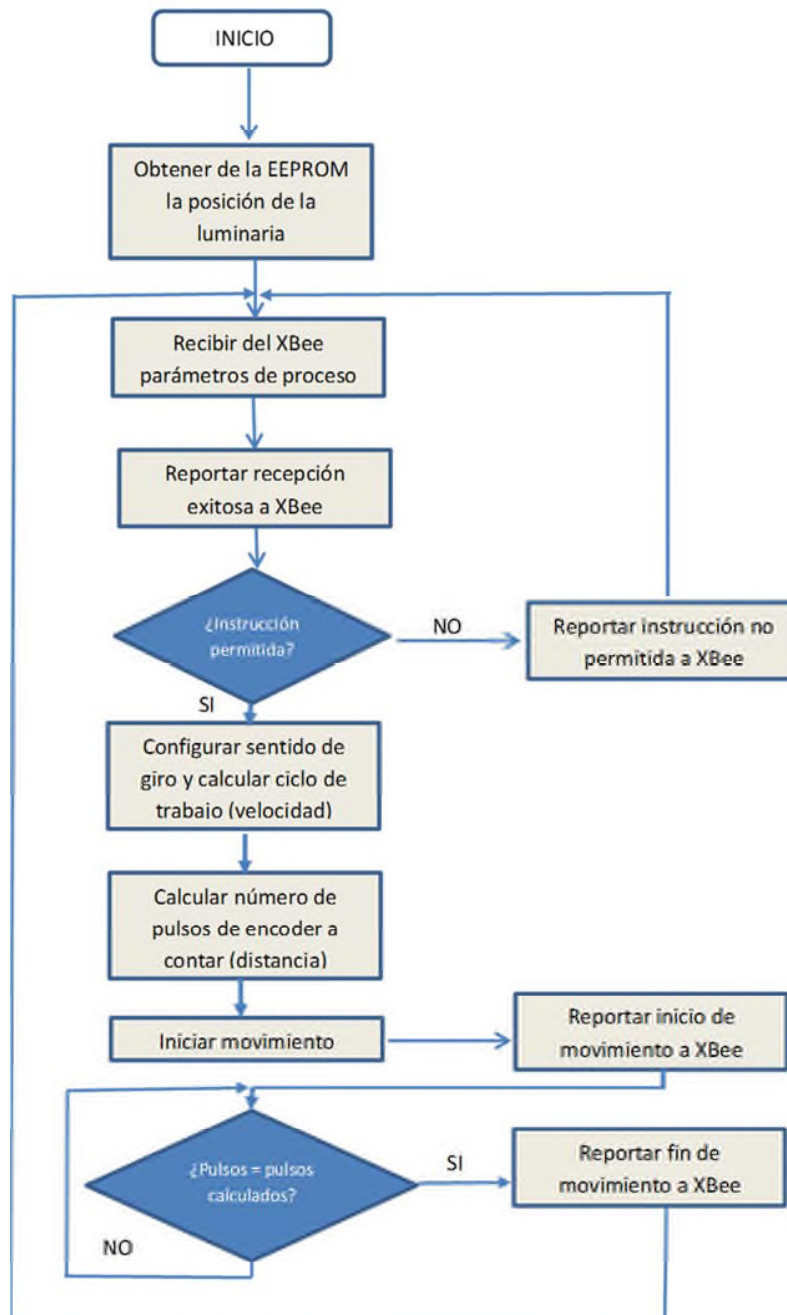 INICIO
Obtener de la EEPROM
la posición de la
luminaria
Recibir del XBee
parámetros de proceso
Reportar recepción
exitosa a XBee
¿Instrucción
permitida?
NO
Reportar instrucción no
permitida a XBee
SI
Configurar sentido de
giro y calcular ciclo de
trabajo (velocidad)
Calcular número de
pulsos de encoder a
contar (distancia)
Iniciar movimiento
Reportar inicio de
movimiento a XBee
¿Pulsos = pulsos
calculados?
SI
Reportar fin de
movimiento a XBee
NO